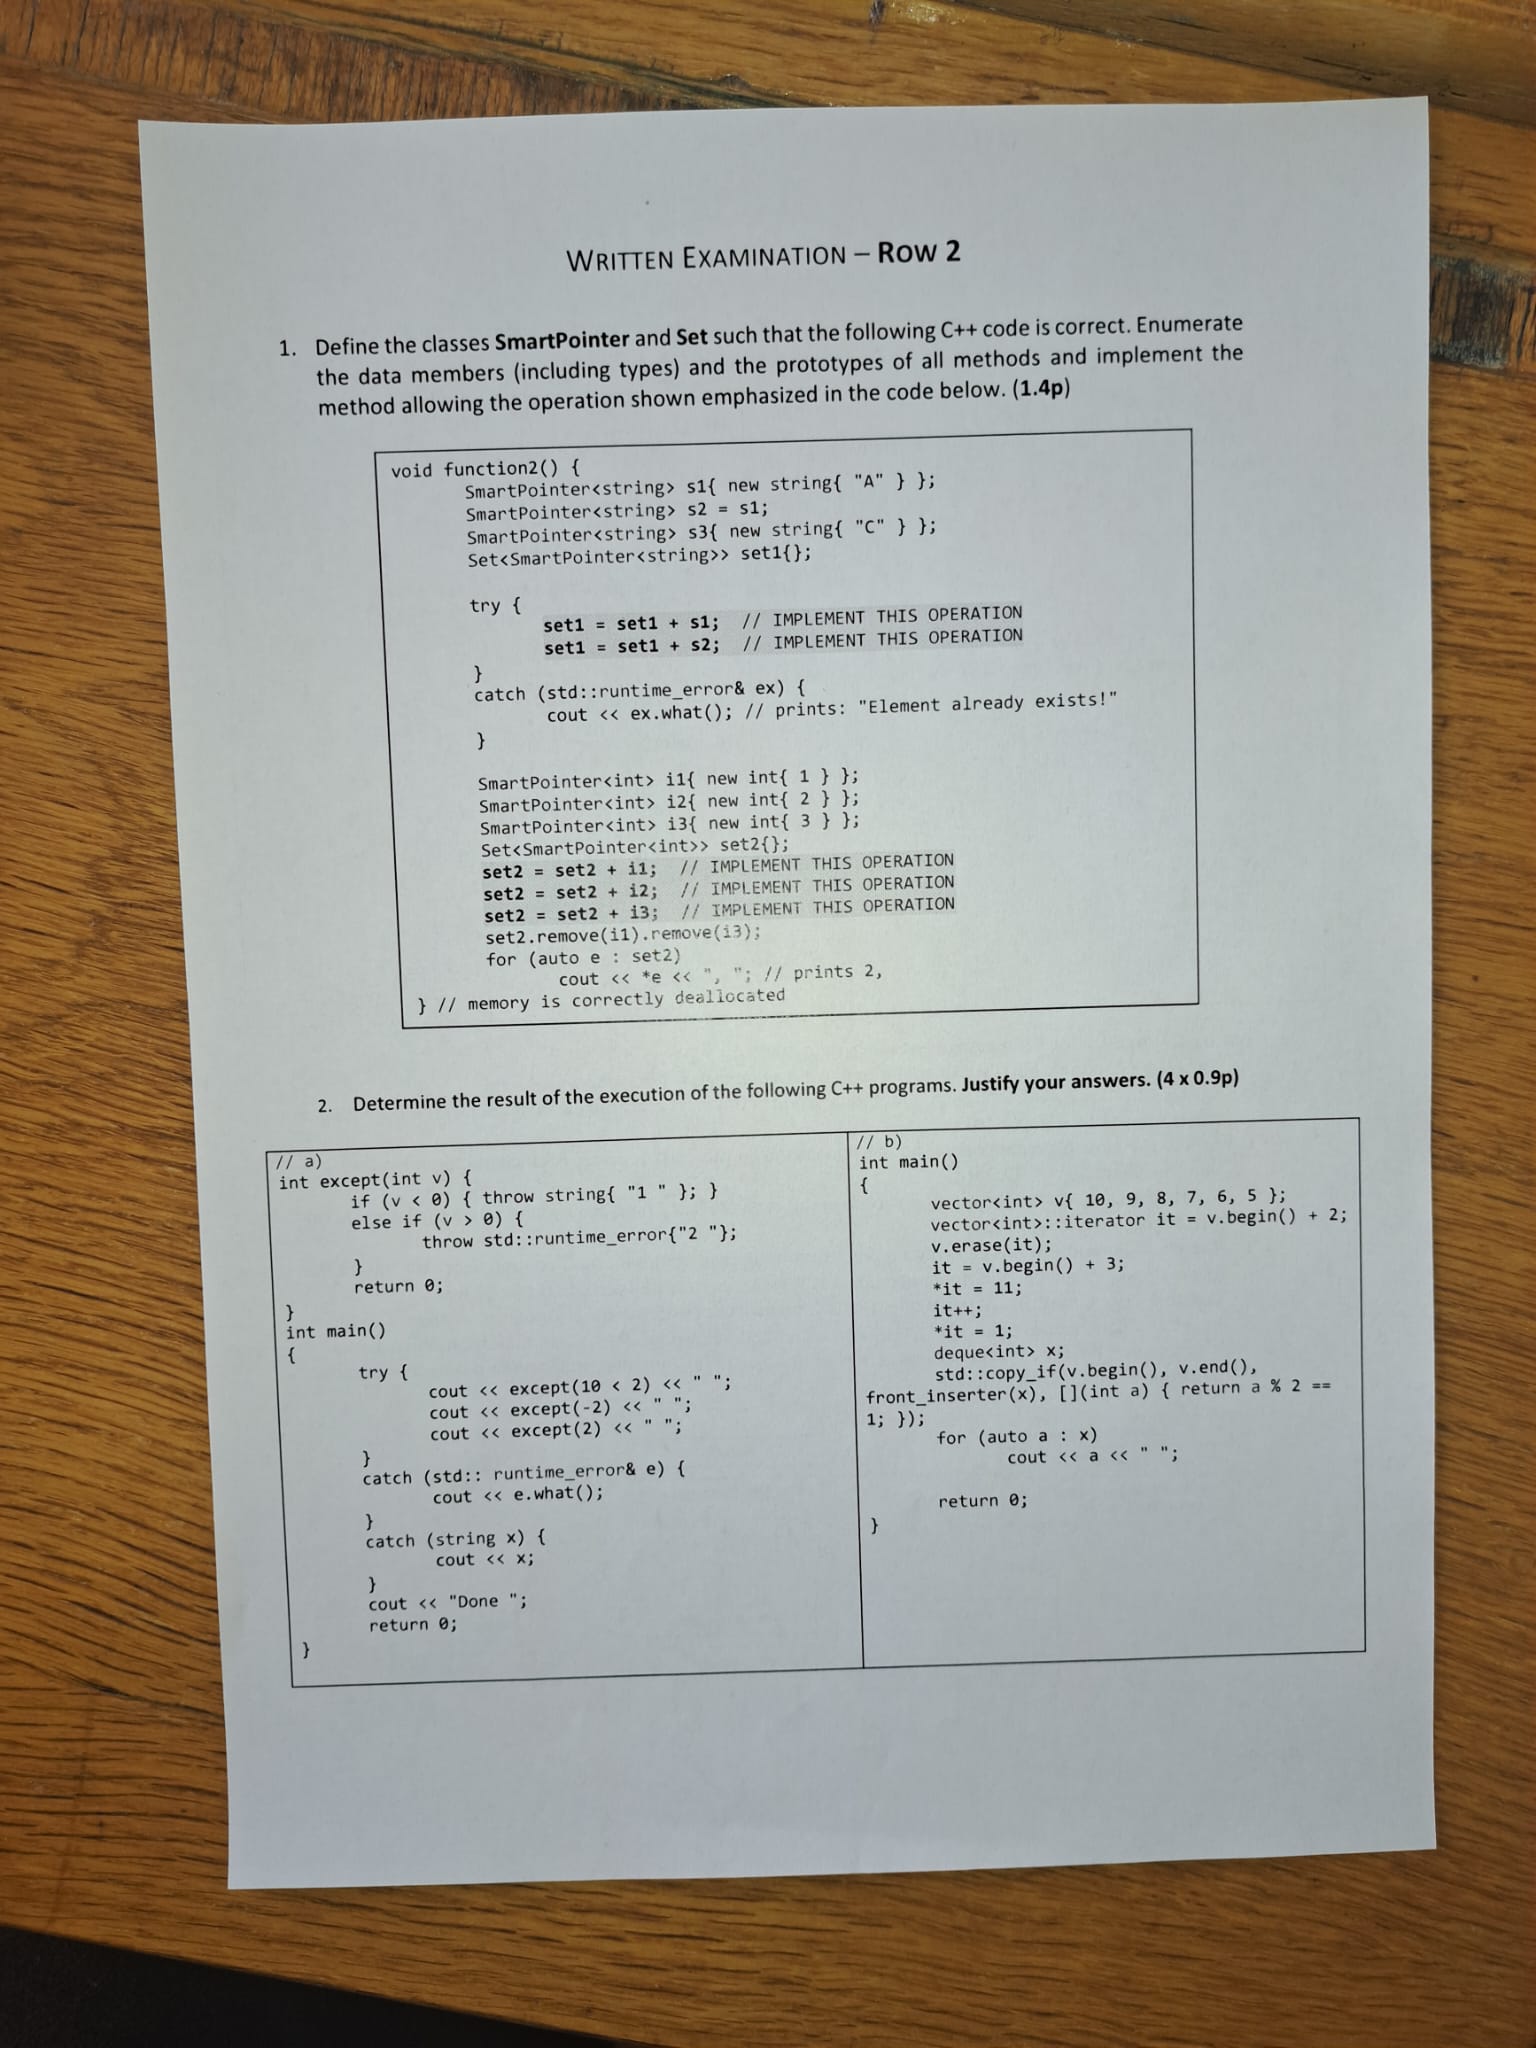 WRITTEN EXAMINATION – ROW 2
1. Define the classes SmartPointer and Set such that the following C++ code is correct. Enumerate
the data members (including types) and the prototypes of all methods and implement the
method allowing the operation shown emphasized in the code below. (1.4p)
void function2() {
SmartPointer<string> s1{ new string{ "A" } };
SmartPointer<string> s2 = s1;
SmartPointer<string> s3{ new string{ "C" } };
Set<SmartPointer<string>> set1{};
try {
set1 = set1 + s1; // IMPLEMENT THIS OPERATION
set1 = set1 + s2; // IMPLEMENT THIS OPERATION
}
catch (std::runtime_error& ex) {
cout << ex.what(); // prints: "Element already exists!"
}
SmartPointer<int> i1{ new int{ 1 } };
SmartPointer<int> i2{ new int{ 2 } };
SmartPointer<int> i3{ new int{ 3 } };
Set<SmartPointer<int>> set2{};
set2 = set2 + i1; // IMPLEMENT THIS OPERATION
set2 = set2 + i2; // IMPLEMENT THIS OPERATION
set2 = set2 + i3; // IMPLEMENT THIS OPERATION
set2.remove(i1).remove(i3);
for (auto e : set2)
cout << *e << ", "; // prints 2,
} // memory is correctly deallocated
2. Determine the result of the execution of the following C++ programs. Justify your answers. (4 x 0.9p)
// a)
int except(int v) {
if (v < 0) { throw string{ "1 " }; }
else if (v > 0) {
throw std::runtime_error{"2 "};
}
return 0;
}
int main()
{
try {
cout << except(10 < 2) << " ";
cout << except(-2) << " ";
cout << except(2) << " ";
}
catch (std:: runtime_error& e) {
cout << e.what();
}
catch (string x) {
cout << x;
}
cout << "Done ";
return 0;
}
// b)
int main()
{
vector<int> v{ 10, 9, 8, 7, 6, 5 };
vector<int>::iterator it = v.begin() + 2;
v.erase(it);
it = v.begin() + 3;
*it = 11;
it++;
*it = 1;
deque<int> x;
std::copy_if(v.begin(), v.end(),
front_inserter(x), [](int a) { return a % 2 ==
1; });
for (auto a : x)
cout << a << " ";
return 0;
}